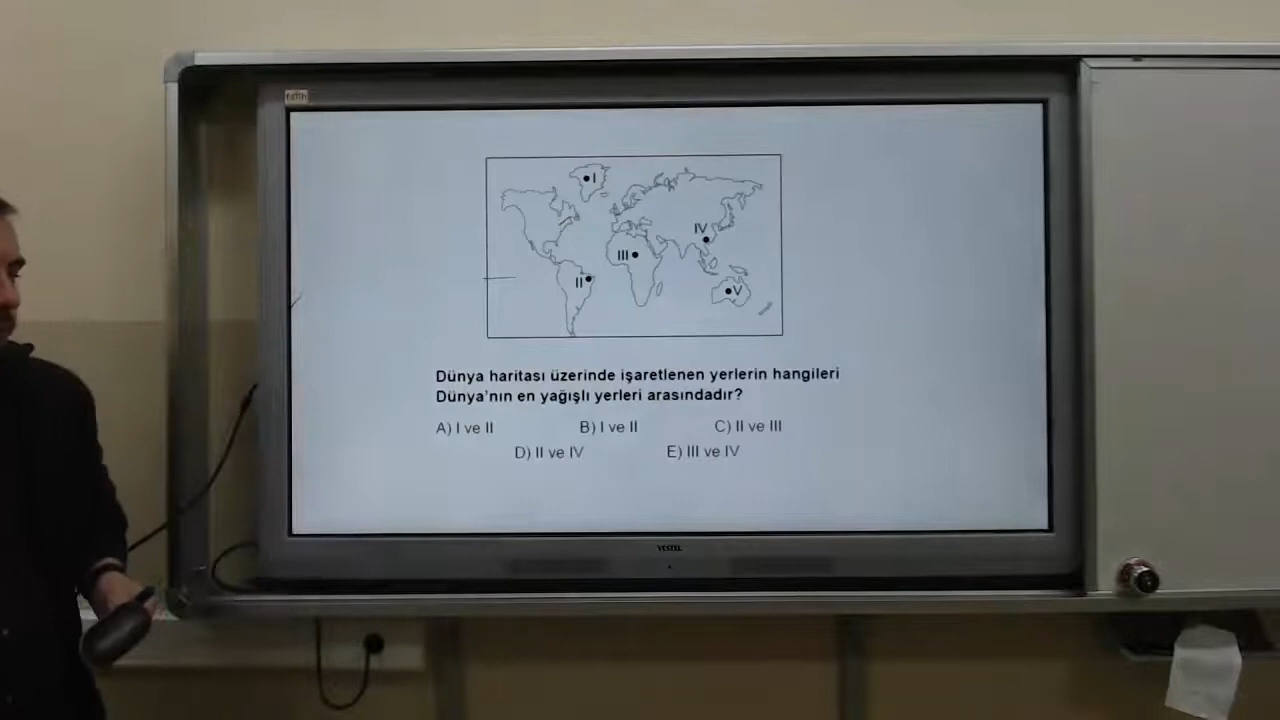 fatih
I
IV
III
II
V
Dünya haritası üzerinde işaretlenen yerlerin hangileri
Dünya'nın en yağışlı yerleri arasındadır?
A) I ve II B) I ve II C) II ve III
D) II ve IV E) III ve IV
VESTEL